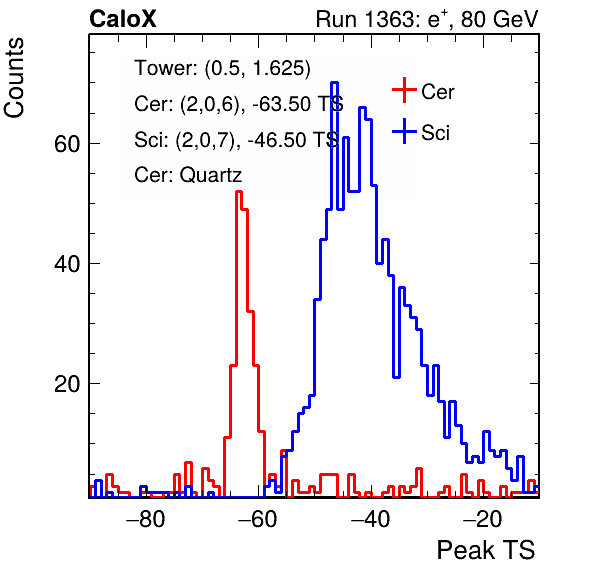 CaloX Run 1363: e⁺, 80 GeV
Counts
Tower: (0.5, 1.625)
Cer: (2,0,6), -63.50 TS
Sci: (2,0,7), -46.50 TS
Cer: Quartz
Cer
Sci
60
40
20
−80 −60 −40 −20
Peak TS